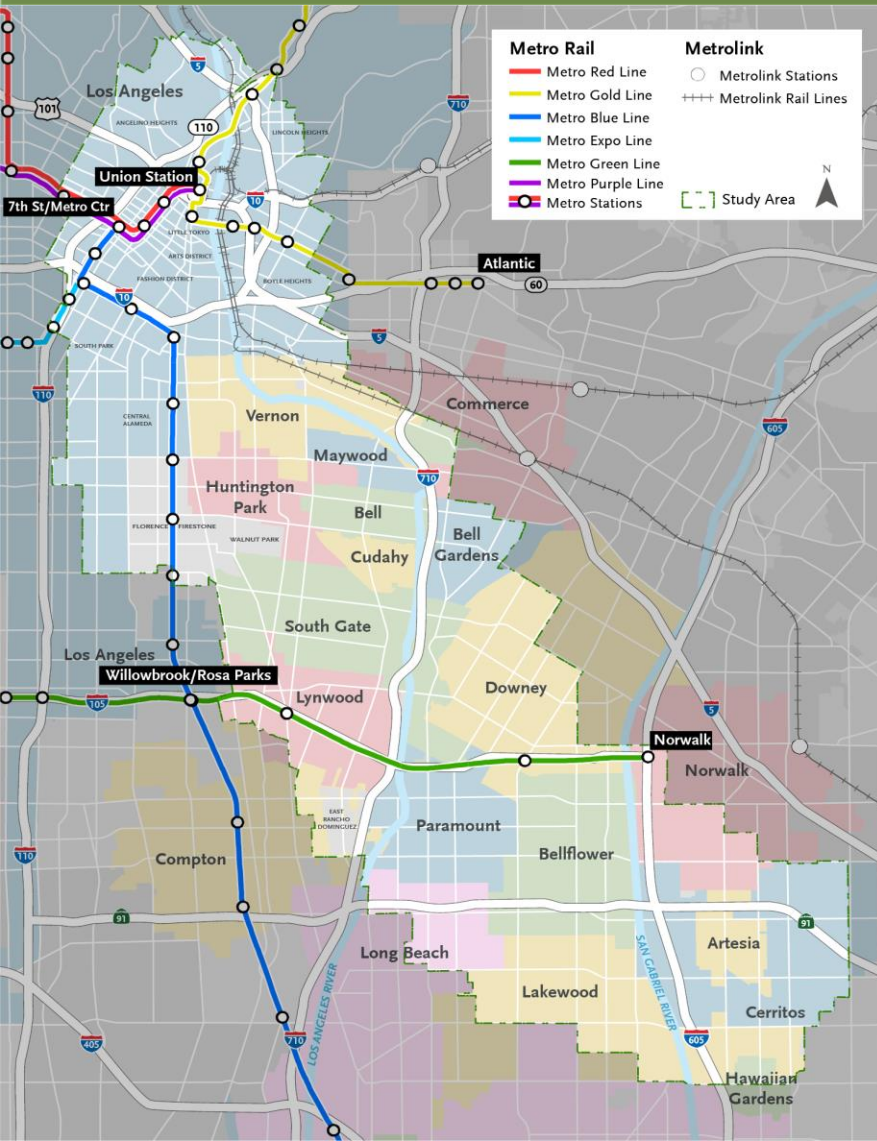 Metro Rail
Metro Red Line
Metro Gold Line
Metro Blue Line
Metro Expo Line
Metro Green Line
Metro Purple Line
Metro Stations
Metrolink
Metrolink Stations
Metrolink Rail Lines
Study Area
N
5
Los Angeles
101
710
ANGELINO HEIGHTS
110
LINCOLN HEIGHTS
Union Station
10
7th St/Metro Ctr
LITTLE TOKYO
ARTS DISTRICT
Atlantic
60
FASHION DISTRICT
BOYLE HEIGHTS
10
5
SOUTH PARK
110
Commerce
CENTRAL
ALAMEDA
Vernon
605
Maywood
710
Huntington
Park
Bell
FLORENCE
FIRESTONE
WALNUT PARK
Bell
Gardens
Cudahy
South Gate
Los Angeles
Willowbrook/Rosa Parks
105
Lynwood
Downey
5
Norwalk
Norwalk
EAST
RANCHO
DOMINGUEZ
Paramount
110
Compton
Bellflower
91
91
Long Beach
Artesia
SAN GABRIEL RIVER
LOS ANGELES RIVER
Lakewood
Cerritos
405
710
605
Hawaiian
Gardens